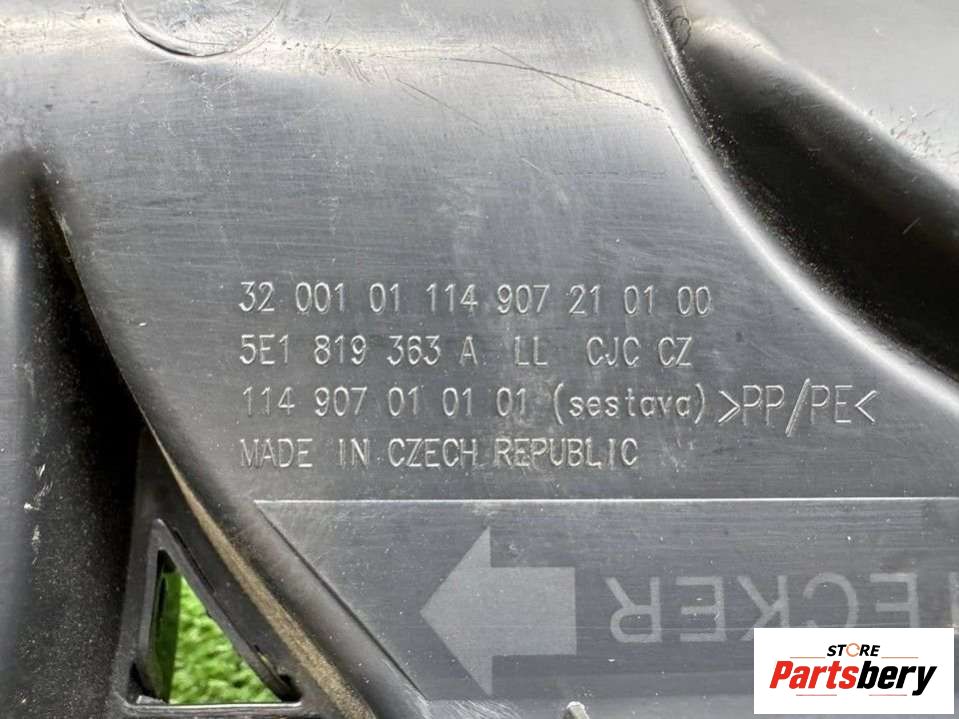 32 001 01 114 907 21 01 00
5E1 819 363 A LL CJC CZ
114 907 01 01 01 (sestava) >PP/PE<
MADE IN CZECH REPUBLIC
ECKER
STORE
Partsbery